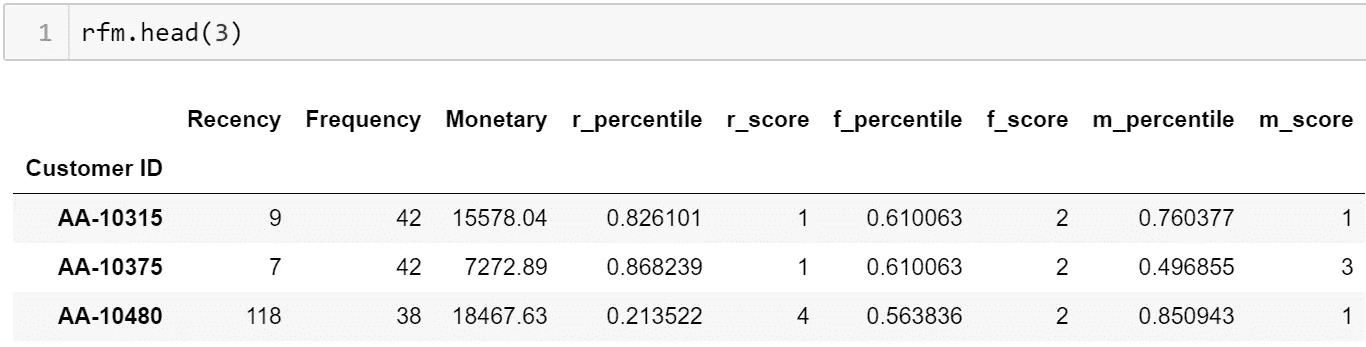 1 rfm.head(3)
Recency Frequency Monetary r_percentile r_score f_percentile f_score m_percentile m_score
Customer ID
AA-10315 9 42 15578.04 0.826101 1 0.610063 2 0.760377 1
AA-10375 7 42 7272.89 0.868239 1 0.610063 2 0.496855 3
AA-10480 118 38 18467.63 0.213522 4 0.563836 2 0.850943 1